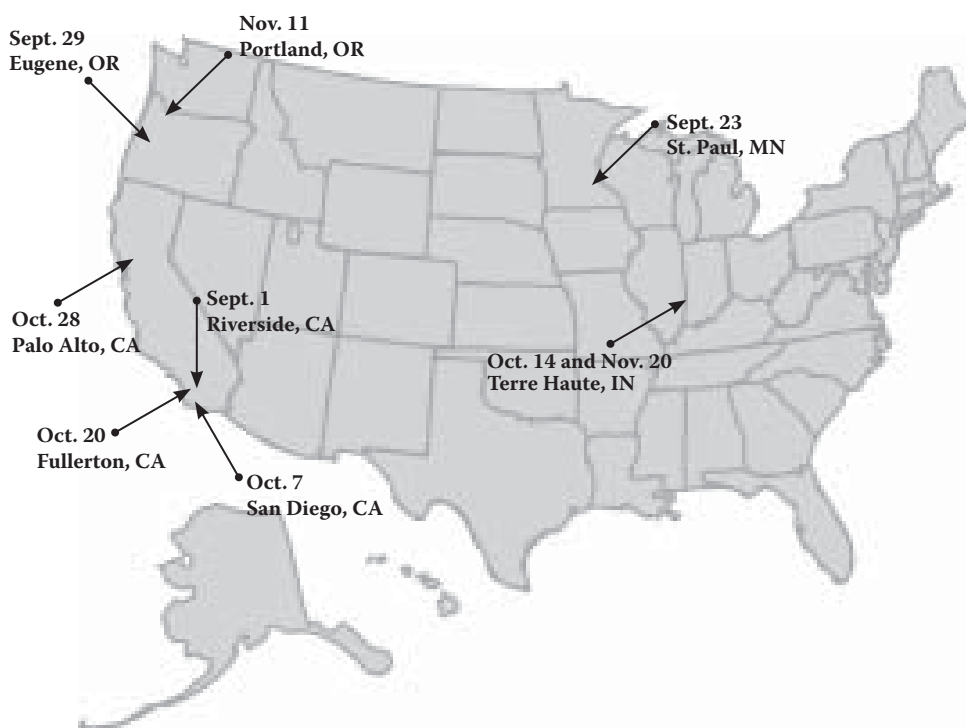 Nov. 11
Portland, OR
Sept. 29
Eugene, OR
Sept. 23
St. Paul, MN
Sept. 1
Riverside, CA
Oct. 28
Palo Alto, CA
Oct. 14 and Nov. 20
Terre Haute, IN
Oct. 20
Fullerton, CA
Oct. 7
San Diego, CA